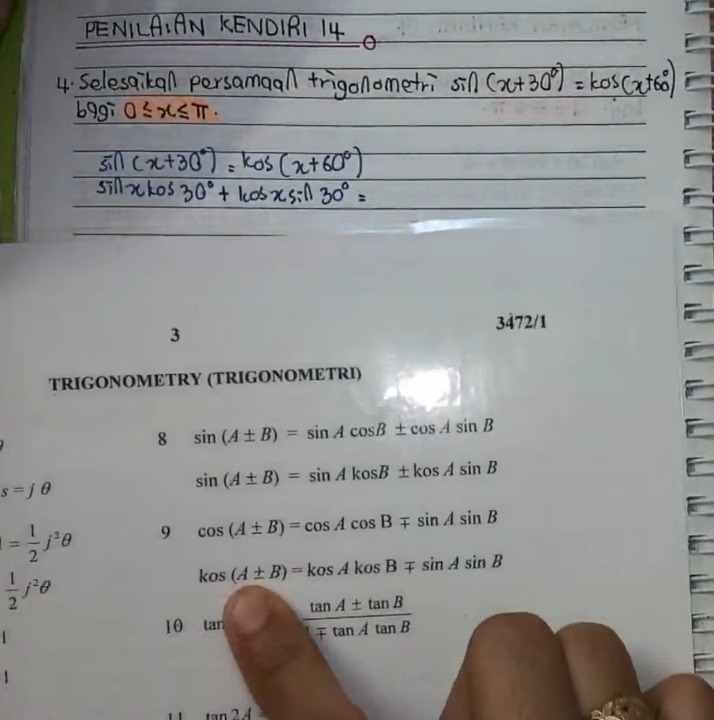 PENILAIAN KENDIRI 14
4. Selesaikan persamaan trigonometri sin (x+30°) = kos(x+60°)
bagi 0 ≤ x ≤ π.
sin (x+30°) = kos (x+60°)
sin x kos 30° + kos x sin 30° =
3
3472/1
TRIGONOMETRY (TRIGONOMETRI)
8 sin (A ± B) = sin A cosB ± cos A sin B
s = j θ
sin (A ± B) = sin A kosB ± kos A sin B
= 1/2 j²θ
9 cos (A ± B) = cos A cos B ∓ sin A sin B
1/2 j²θ
kos (A ± B) = kos A kos B ∓ sin A sin B
10 tan
tan A ± tan B
∓ tan A tan B
11 tan 2A